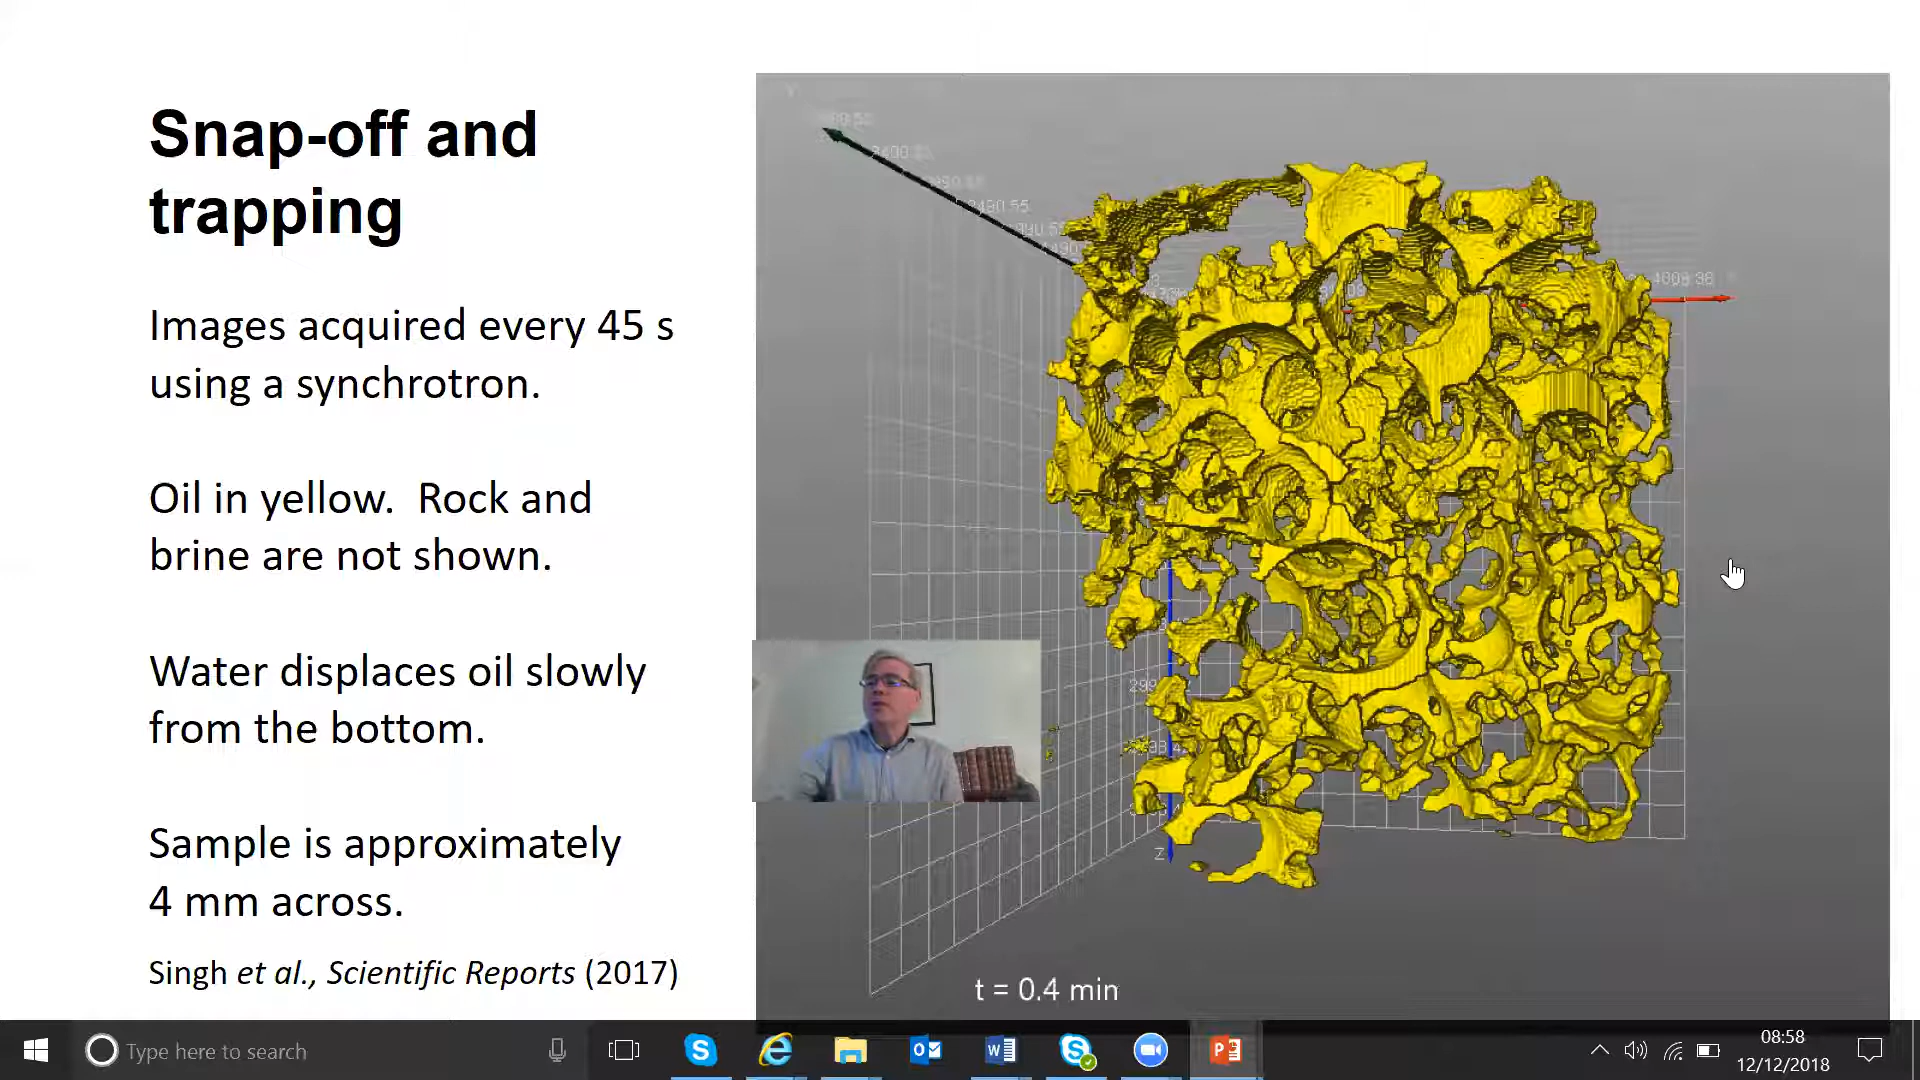 Snap-off and
trapping
Images acquired every 45 s
using a synchrotron.
Oil in yellow.  Rock and
brine are not shown.
Water displaces oil slowly
from the bottom.
Sample is approximately
4 mm across.
Singh et al., Scientific Reports (2017)
2490.55
Z
t = 0.4 min
Type here to search
08:58
12/12/2018